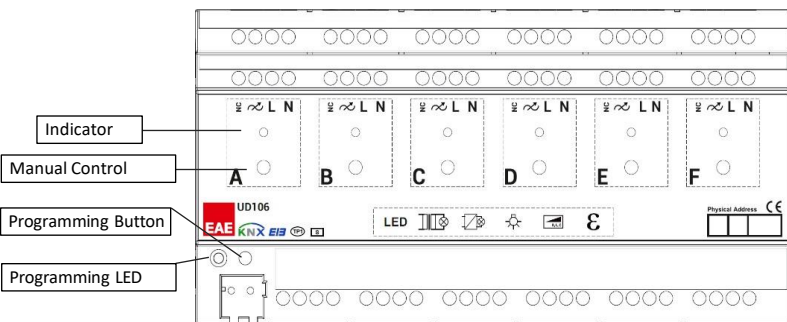 NC L N NC L N NC L N NC L N NC L N NC L N
Indicator
Manual Control
A B C D E F
UD106
Physical Address CE
Programming Button
EAE KNX EIB TP1
LED ε
Programming LED